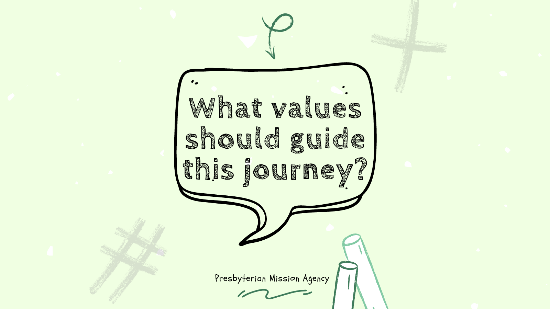 What values
should guide
this journey?
Presbyterian Mission Agency